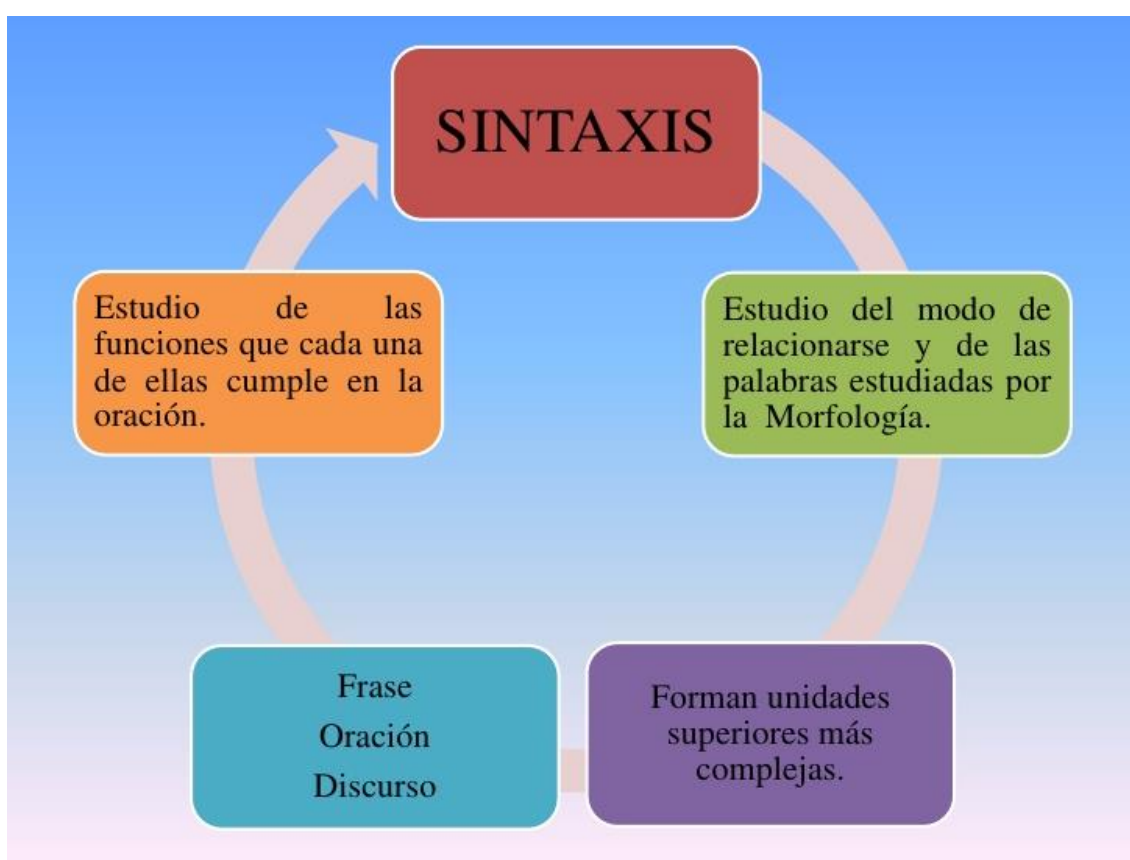 SINTAXIS
Estudio del modo de
relacionarse y de las
palabras estudiadas por
la Morfología.
Forman unidades
superiores más
complejas.
Frase
Oración
Discurso
Estudio de las
funciones que cada una
de ellas cumple en la
oración.